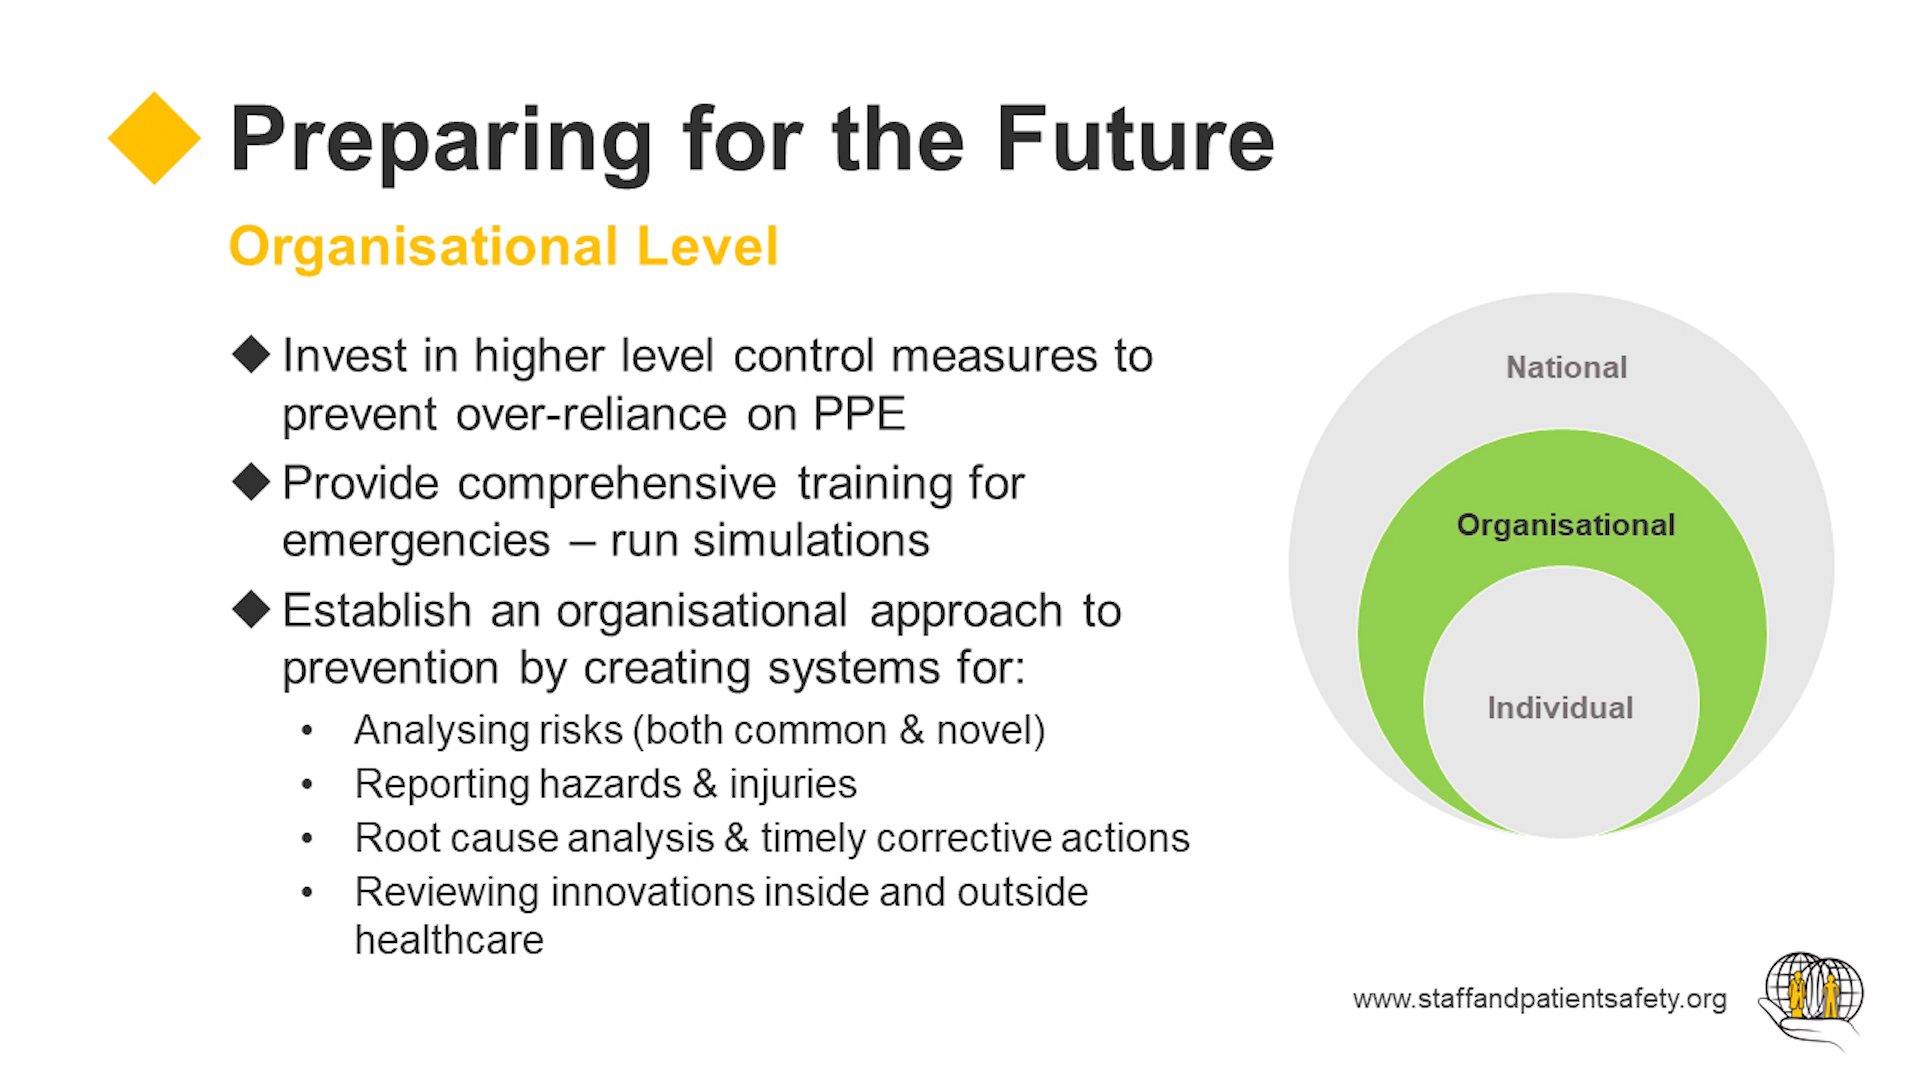 Preparing for the Future
Organisational Level
Invest in higher level control measures to
prevent over-reliance on PPE
Provide comprehensive training for
emergencies – run simulations
Establish an organisational approach to
prevention by creating systems for:
• Analysing risks (both common & novel)
• Reporting hazards & injuries
• Root cause analysis & timely corrective actions
• Reviewing innovations inside and outside
healthcare
National
Organisational
Individual
www.staffandpatientsafety.org